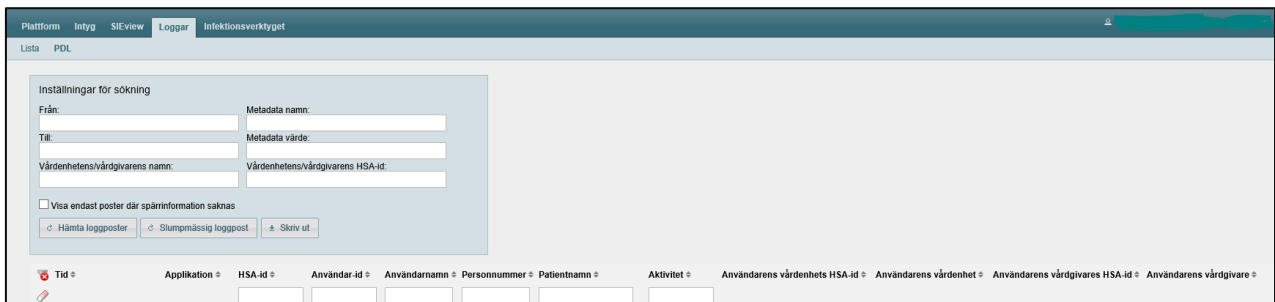 Plattform Intyg SIEview Loggar Infektionsverktyget
Lista PDL
Inställningar för sökning
Från: Metadata namn:
Till: Metadata värde:
Vårdenhetens/vårdgivarens namn: Vårdenhetens/vårdgivarens HSA-id:
Visa endast poster där spärrinformation saknas
Hämta loggposter Slumpmässig loggpost Skriv ut
Tid Applikation HSA-id Användar-id Användarnamn Personnummer Patientnamn Aktivitet Användarens vårdenhets HSA-id Användarens vårdenhet Användarens vårdgivares HSA-id Användarens vårdgivare